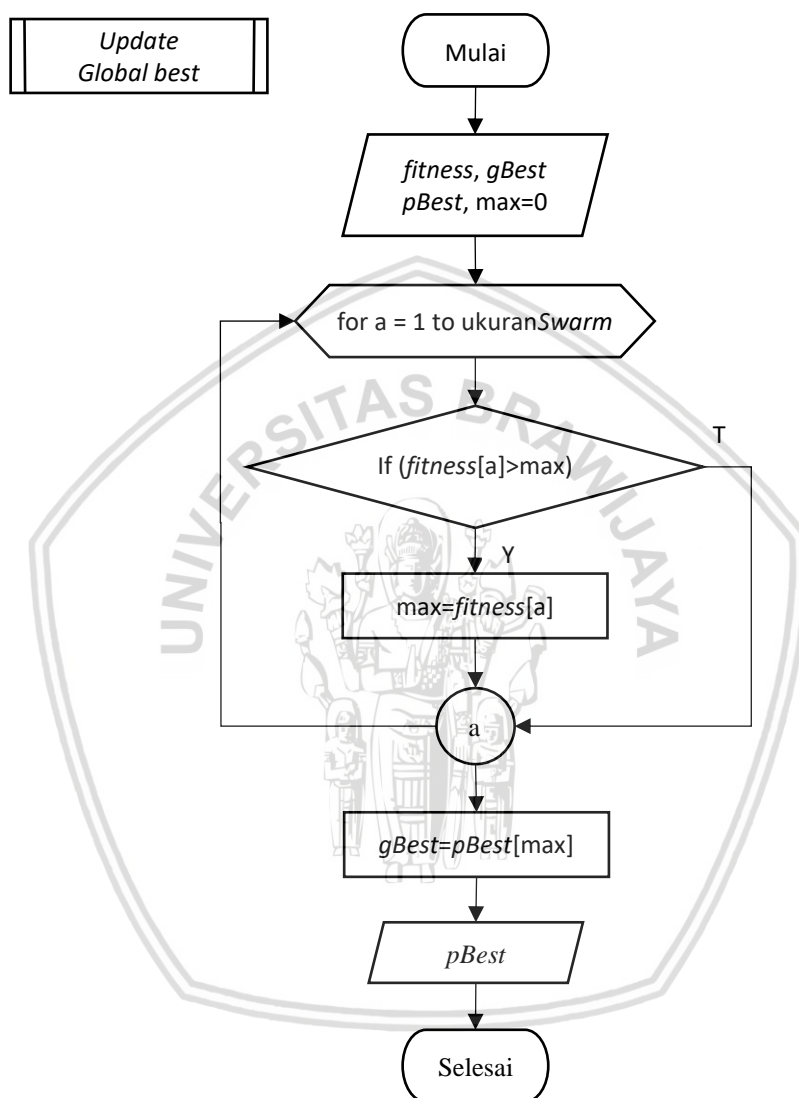 Update
Global best
Mulai
fitness, gBest
pBest, max=0
for a = 1 to ukuranSwarm
UNIVERSITAS BRAWIJAYA
T
If (fitness[a]>max)
Y
max=fitness[a]
a
gBest=pBest[max]
pBest
Selesai